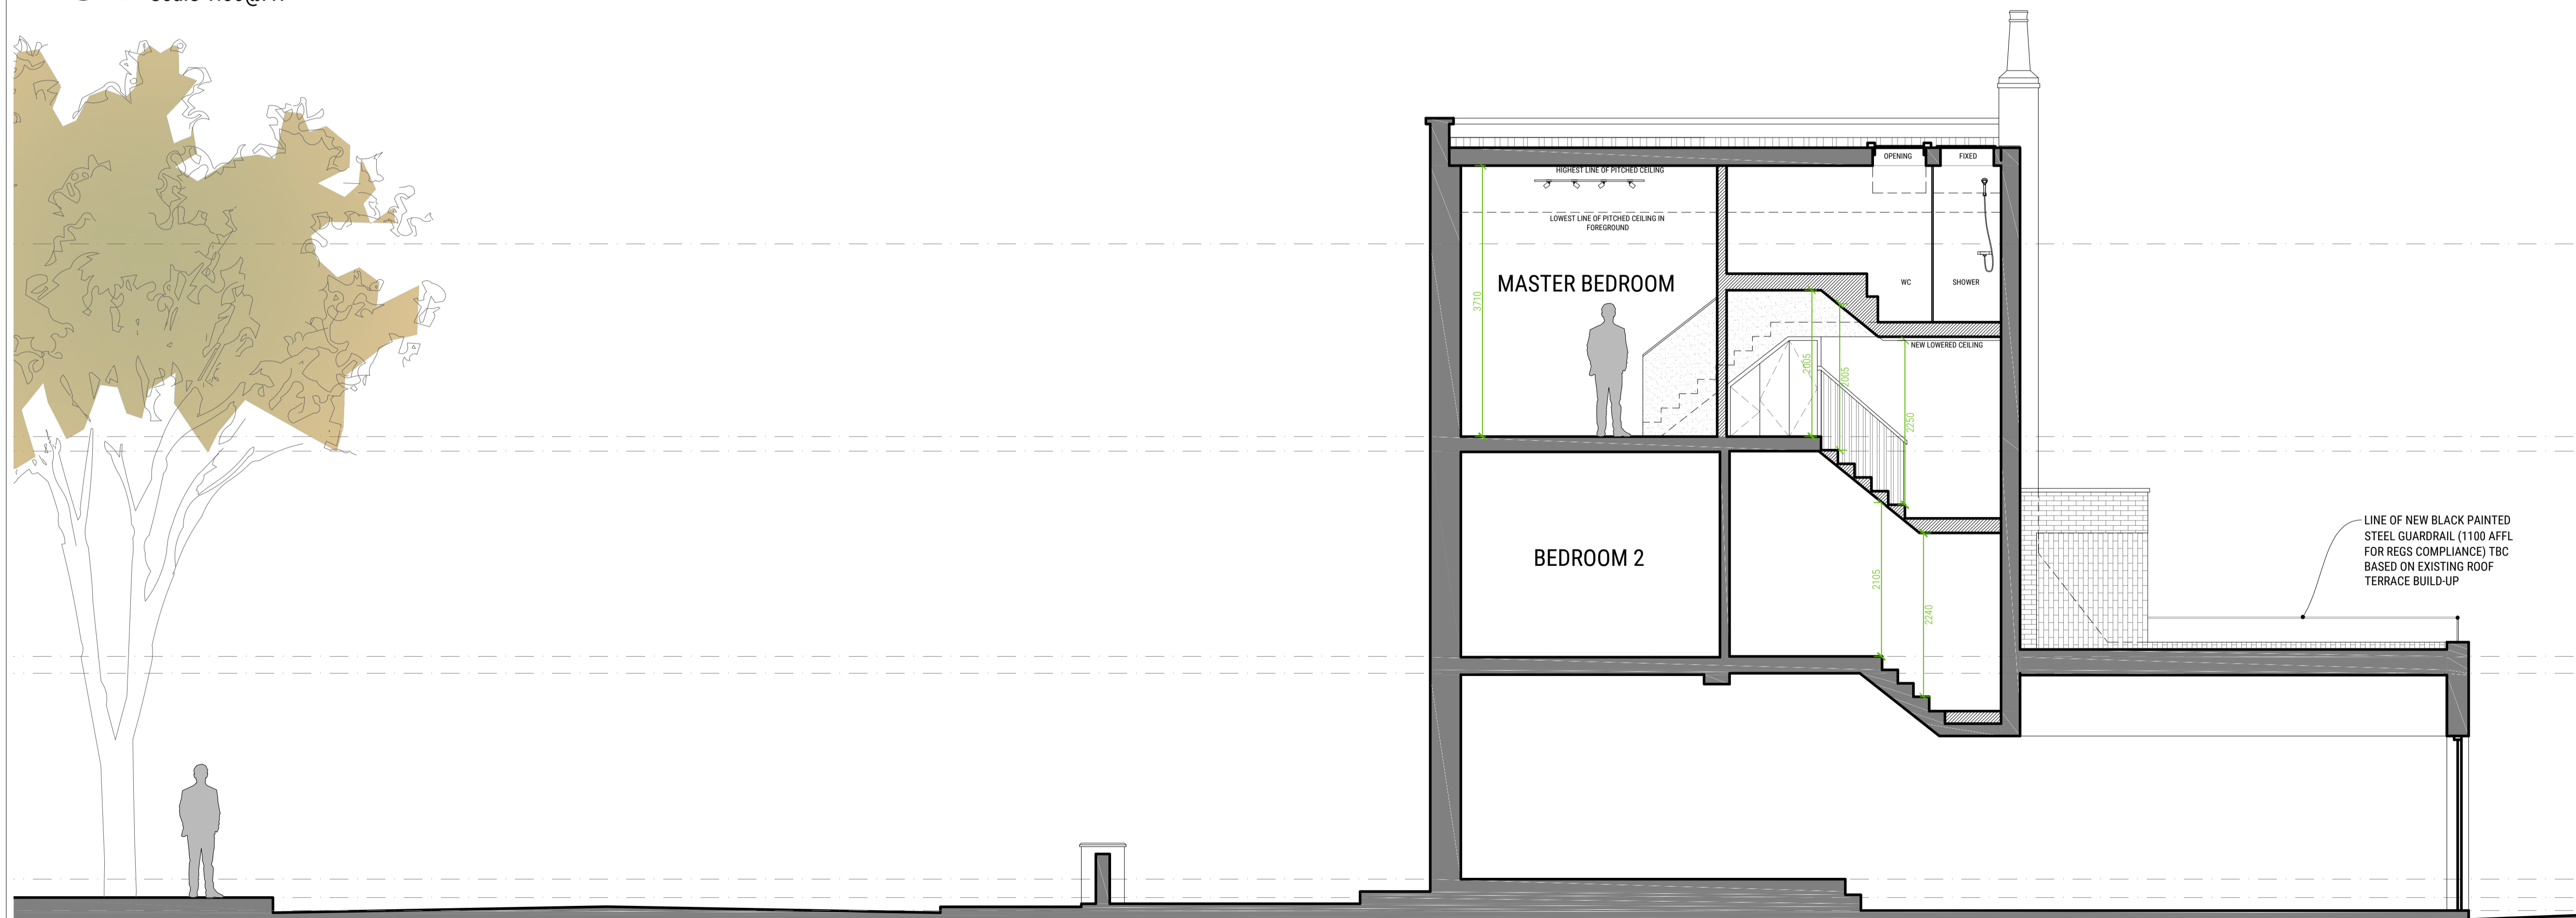 OPENING
FIXED
HIGHEST LINE OF PITCHED CEILING
LOWEST LINE OF PITCHED CEILING IN
FOREGROUND
MASTER BEDROOM
3710
WC
SHOWER
NEW LOWERED CEILING
2005
2005
2250
BEDROOM 2
2105
2240
LINE OF NEW BLACK PAINTED
STEEL GUARDRAIL (1100 AFFL
FOR REGS COMPLIANCE) TBC
BASED ON EXISTING ROOF
TERRACE BUILD-UP